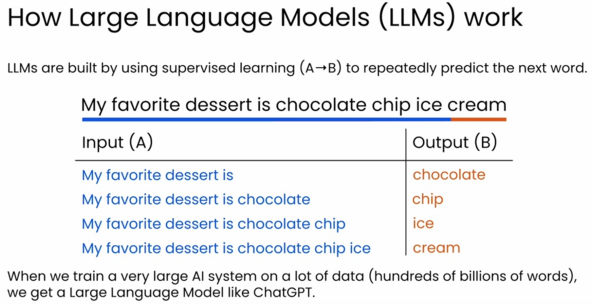 How Large Language Models (LLMs) work
LLMs are built by using supervised learning (A→B) to repeatedly predict the next word.
My favorite dessert is chocolate chip ice cream
Input (A) Output (B)
My favorite dessert is chocolate
My favorite dessert is chocolate chip
My favorite dessert is chocolate chip ice
My favorite dessert is chocolate chip ice cream
When we train a very large AI system on a lot of data (hundreds of billions of words),
we get a Large Language Model like ChatGPT.